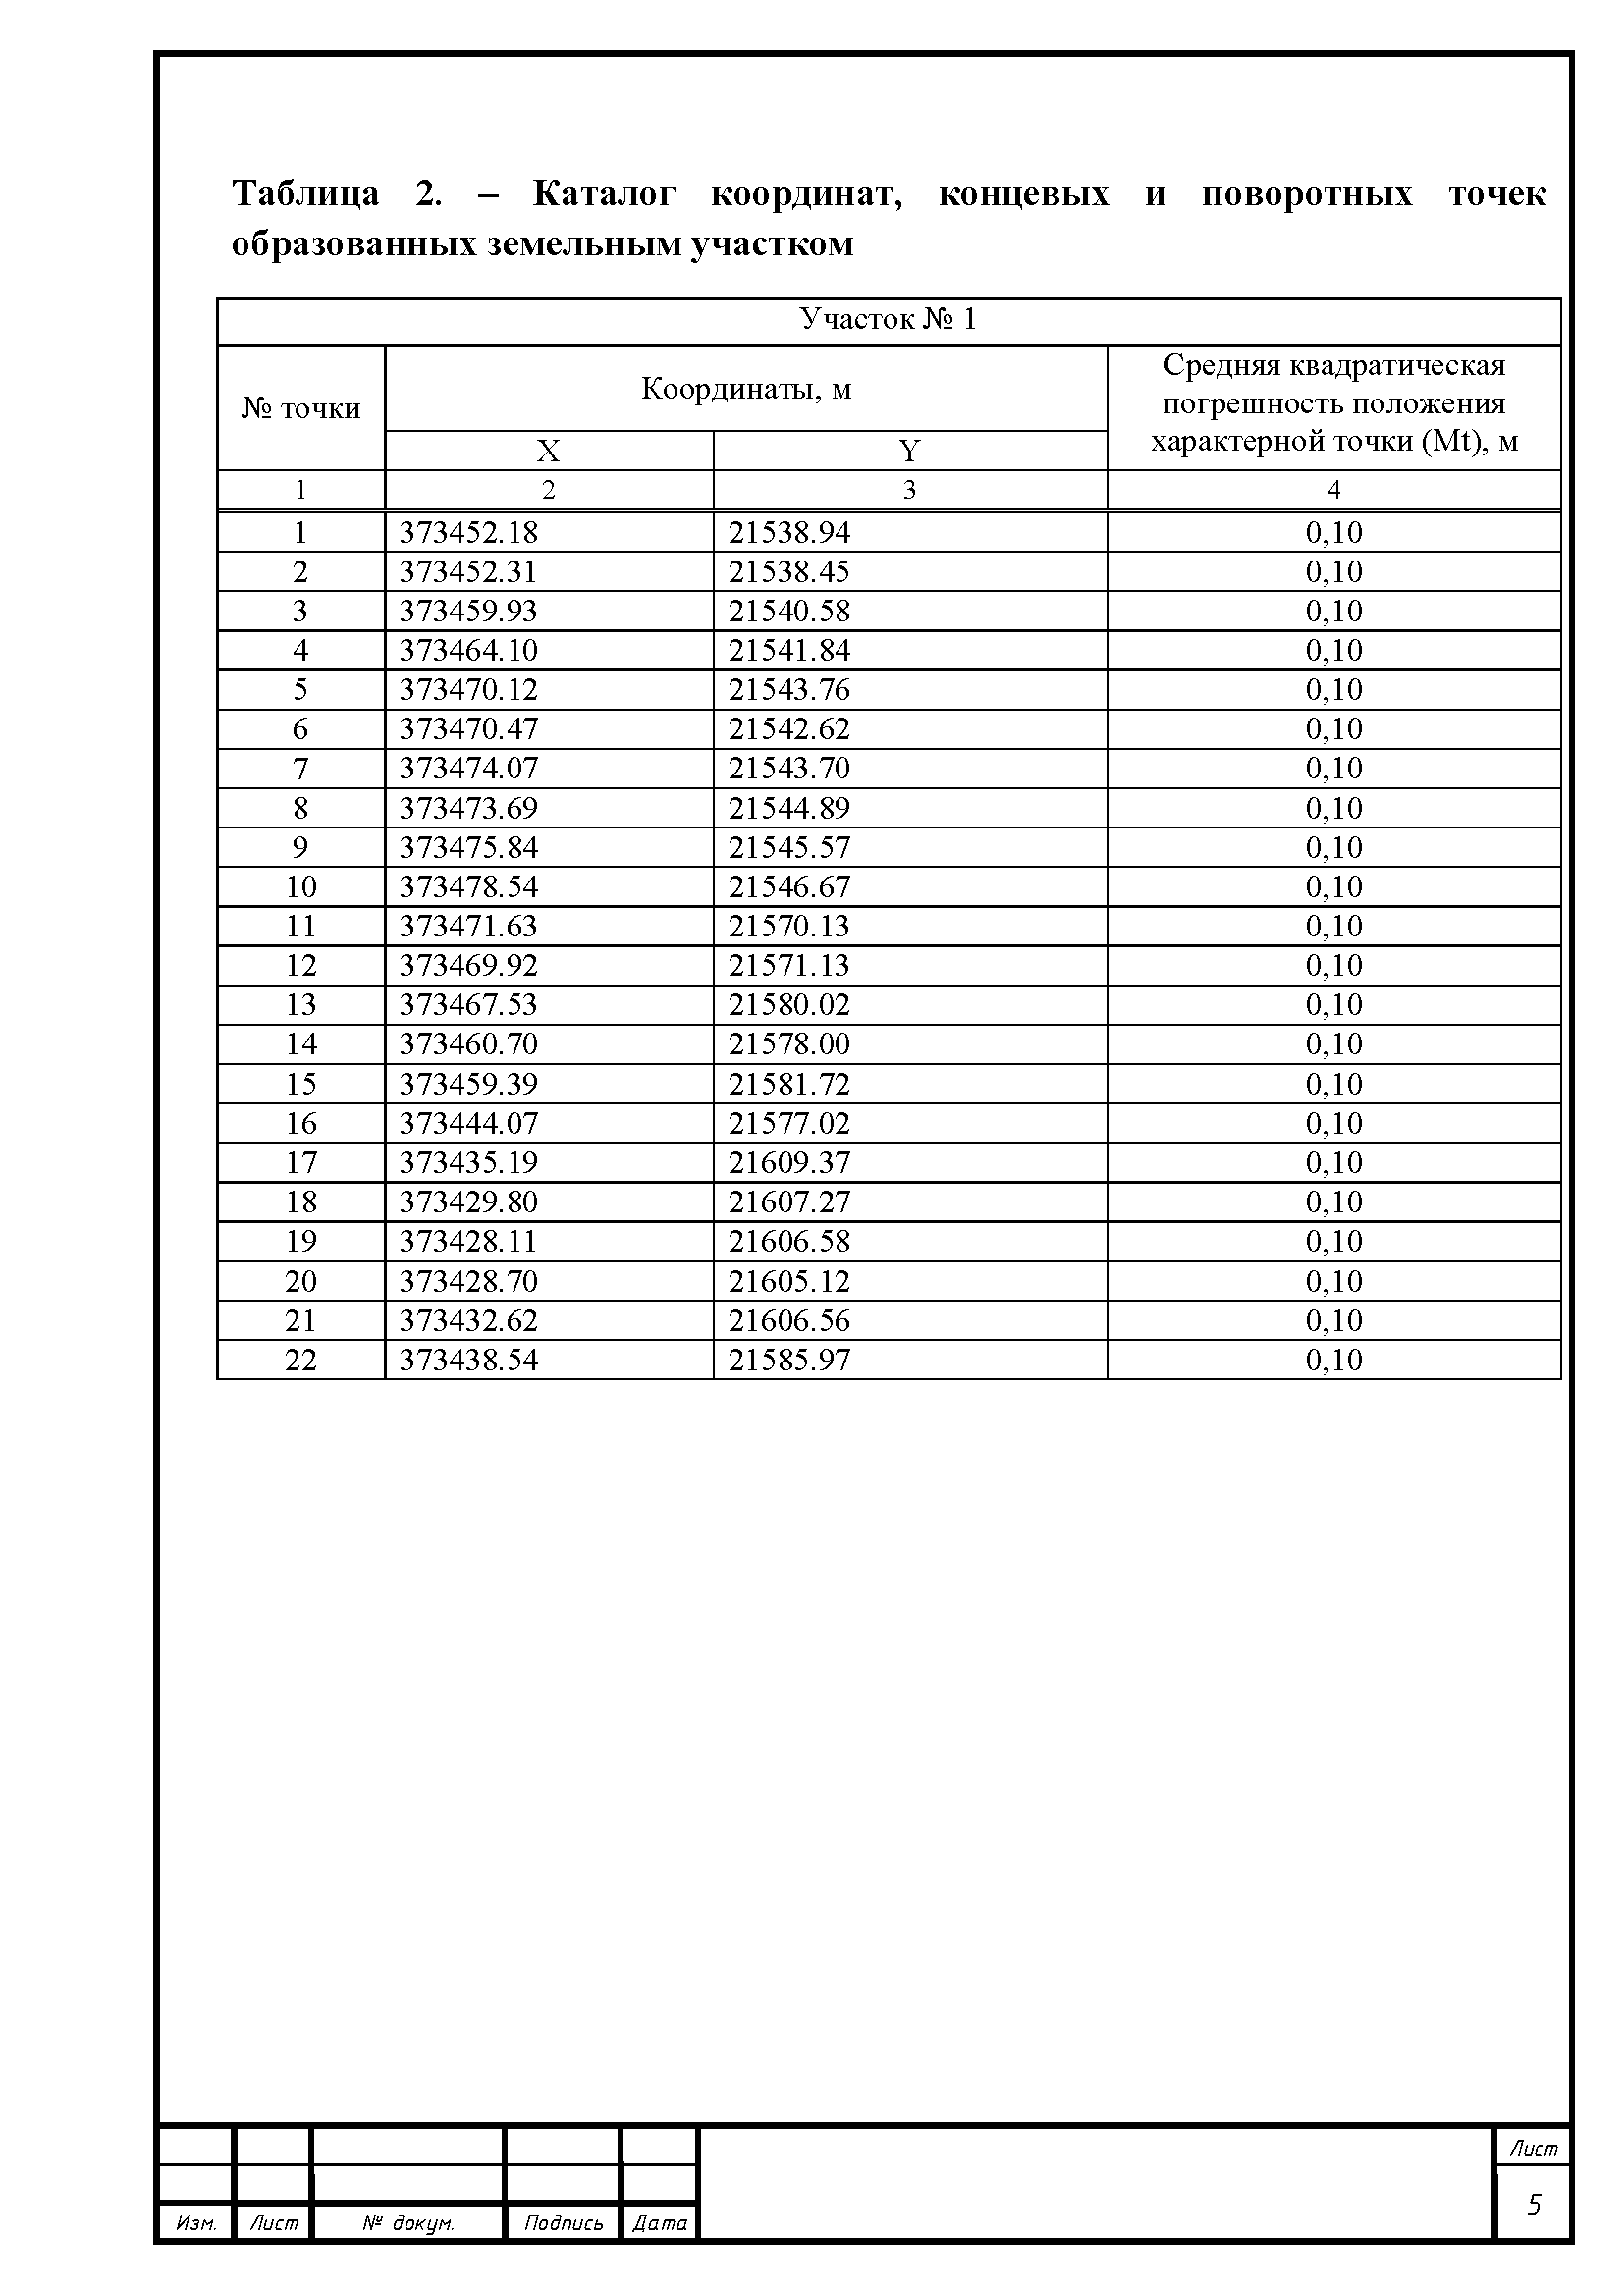 Таблица 2. – Каталог координат, концевых и поворотных точек
образованных земельным участком
Участок № 1
№ точки
Координаты, м
Средняя квадратическая
погрешность положения
характерной точки (Mt), м
X Y
1 2 3 4
1 373452.18 21538.94 0,10
2 373452.31 21538.45 0,10
3 373459.93 21540.58 0,10
4 373464.10 21541.84 0,10
5 373470.12 21543.76 0,10
6 373470.47 21542.62 0,10
7 373474.07 21543.70 0,10
8 373473.69 21544.89 0,10
9 373475.84 21545.57 0,10
10 373478.54 21546.67 0,10
11 373471.63 21570.13 0,10
12 373469.92 21571.13 0,10
13 373467.53 21580.02 0,10
14 373460.70 21578.00 0,10
15 373459.39 21581.72 0,10
16 373444.07 21577.02 0,10
17 373435.19 21609.37 0,10
18 373429.80 21607.27 0,10
19 373428.11 21606.58 0,10
20 373428.70 21605.12 0,10
21 373432.62 21606.56 0,10
22 373438.54 21585.97 0,10
Лист
5
Изм. Лист № докум. Подпись Дата